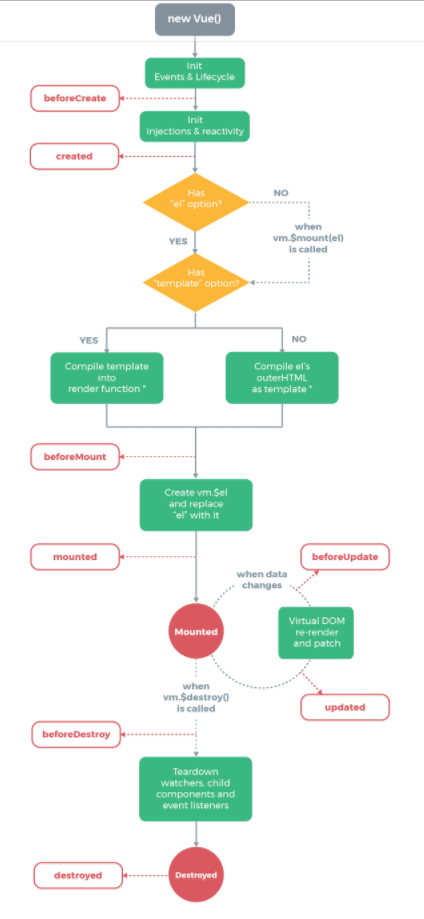 new Vue()
Init
Events & Lifecycle
beforeCreate
Init
injections & reactivity
created
Has
"el" option?
NO
when
vm.$mount(el)
is called
YES
Has
"template" option?
YES
NO
Compile template
into
render function *
Compile el's
outerHTML
as template *
beforeMount
Create vm.$el
and replace
"el" with it
mounted
beforeUpdate
when data
changes
Mounted
Virtual DOM
re-render
and patch
when
vm.$destroy()
is called
updated
beforeDestroy
Teardown
watchers, child
components and
event listeners
destroyed
Destroyed